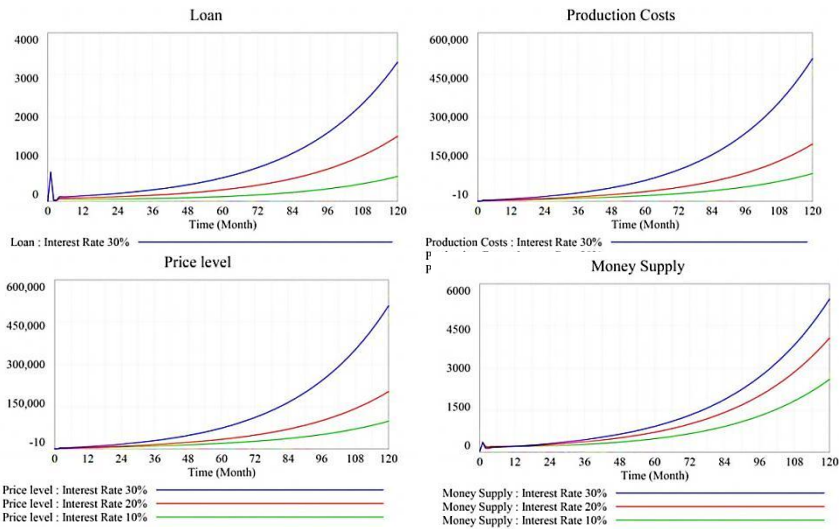 Loan
4000
3000
2000
1000
0
0 12 24 36 48 60 72 84 96 108 120
Time (Month)
Loan : Interest Rate 30%
Production Costs
600,000
450,000
300,000
150,000
-10
0 12 24 36 48 60 72 84 96 108 120
Time (Month)
Production Costs : Interest Rate 30%
Price level
600,000
450,000
300,000
150,000
-10
0 12 24 36 48 60 72 84 96 108 120
Time (Month)
Price level : Interest Rate 30%
Price level : Interest Rate 20%
Price level : Interest Rate 10%
Money Supply
6000
4500
3000
1500
0
0 12 24 36 48 60 72 84 96 108 120
Time (Month)
Money Supply : Interest Rate 30%
Money Supply : Interest Rate 20%
Money Supply : Interest Rate 10%